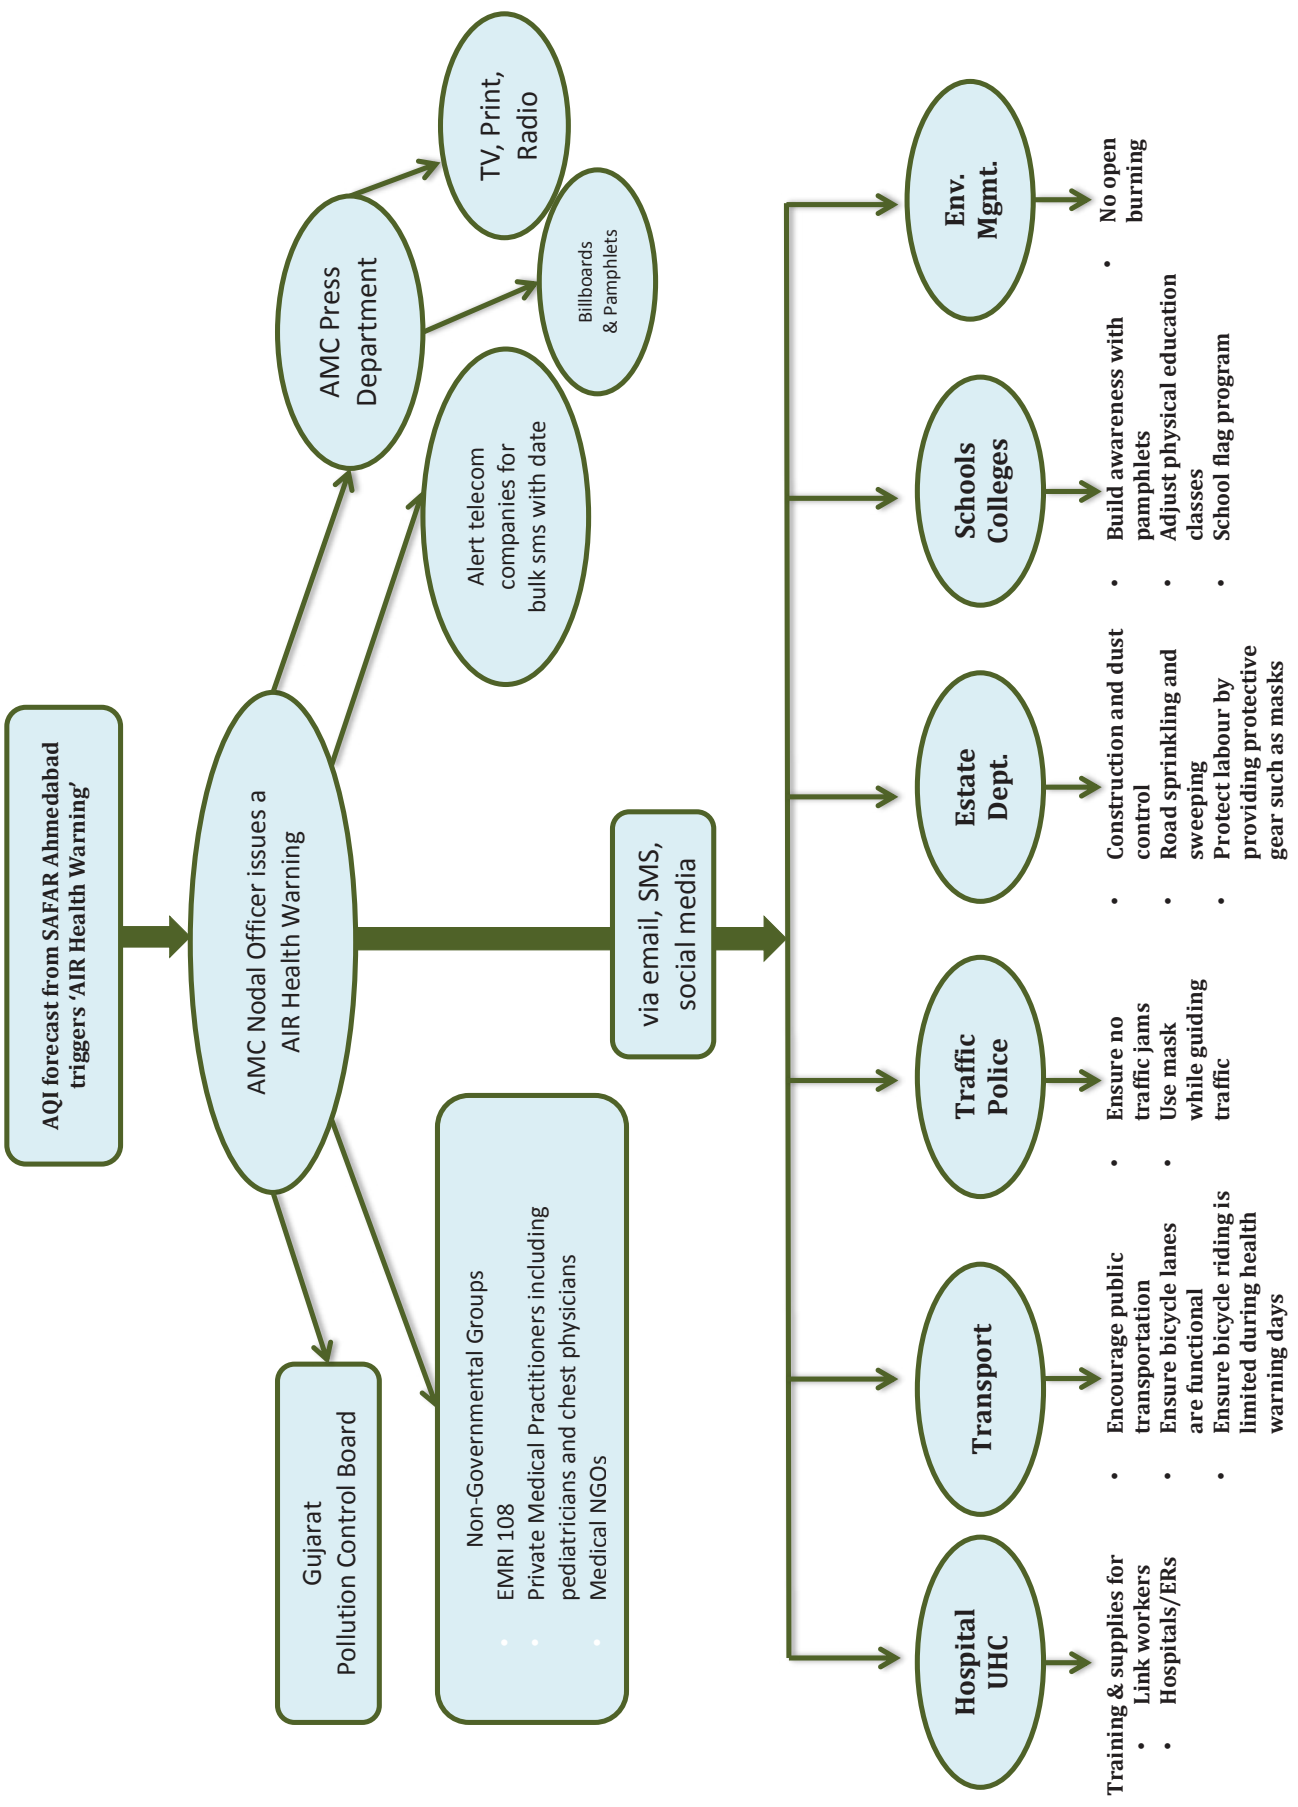 AQI forecast from SAFAR Ahmedabad
triggers ‘AIR Health Warning’
AMC Nodal Officer issues a
AIR Health Warning
Gujarat
Pollution Control Board
Non-Governmental Groups
• EMRI 108
• Private Medical Practitioners including
pediatricians and chest physicians
• Medical NGOs
AMC Press
Department
TV, Print,
Radio
Billboards
& Pamphlets
Alert telecom
companies for
bulk sms with date
via email, SMS,
social media
Hospital
UHC
Training & supplies for
• Link workers
• Hospitals/ERs
Transport
• Encourage public
transportation
• Ensure bicycle lanes
are functional
• Ensure bicycle riding is
limited during health
warning days
Traffic
Police
• Ensure no
traffic jams
• Use mask
while guiding
traffic
Estate
Dept.
• Construction and dust
control
• Road sprinkling and
sweeping
• Protect labour by
providing protective
gear such as masks
Schools
Colleges
• Build awareness with
pamphlets
• Adjust physical education
classes
• School flag program
Env.
Mgmt.
• No open
burning